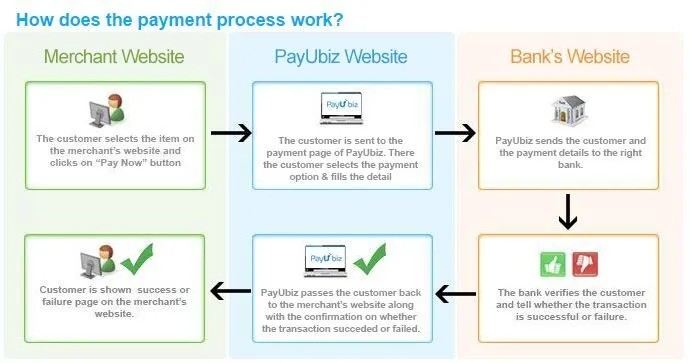 How does the payment process work?
Merchant Website
PayUbiz Website
Bank's Website
The customer selects the item on
the merchant's website and
clicks on "Pay Now" button
PayUbiz
The customer is sent to the
payment page of PayUbiz. There
the customer selects the payment
option & fills the detail
PayUbiz sends the customer and
the payment details to the right
bank.
Customer is shown success or
failure page on the merchant's
website.
PayUbiz
PayUbiz passes the customer back
to the merchant's website along
with the confirmation on whether
the transaction succeded or failed.
The bank verifies the customer
and tell whether the transaction
is successful or failure.